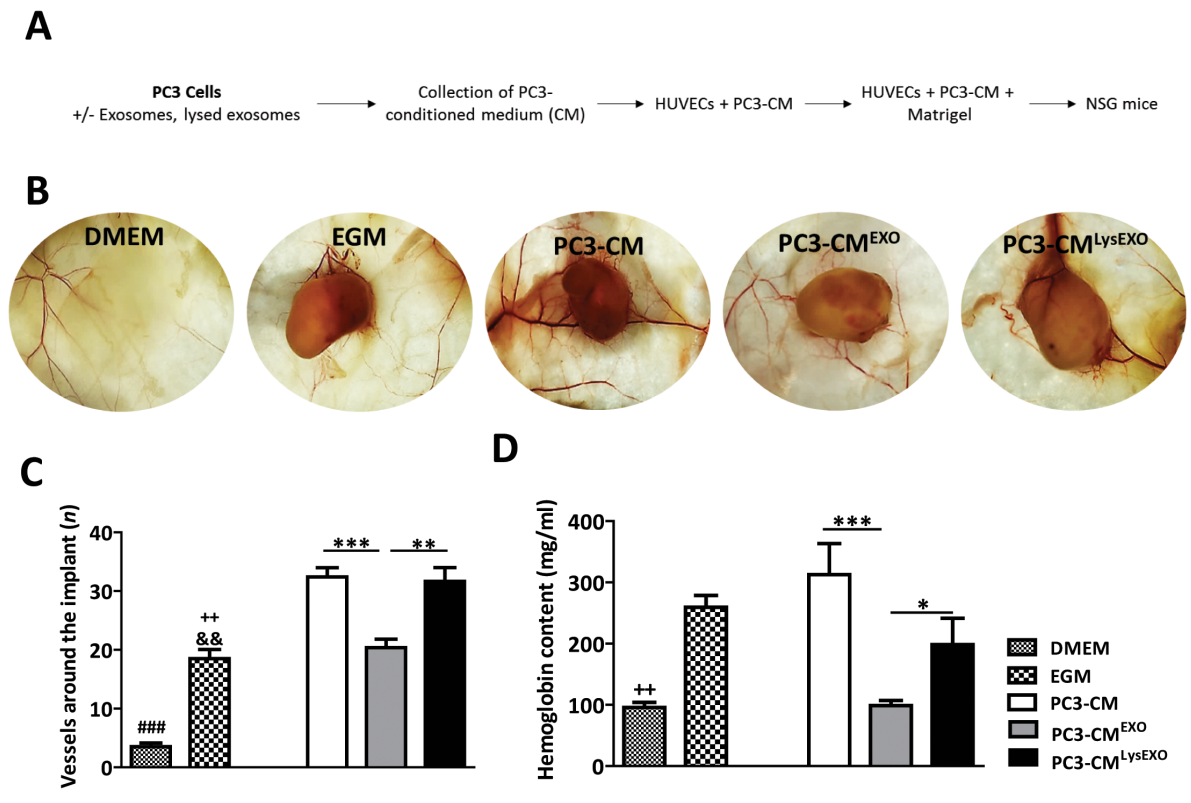 A
PC3 Cells
+/- Exosomes, lysed exosomes
Collection of PC3-
conditioned medium (CM)
HUVECs + PC3-CM
HUVECs + PC3-CM +
Matrigel
NSG mice
B
DMEM
EGM
PC3-CM
PC3-CMEXO
PC3-CMLysEXO
C
Vessels around the implant (n)
40
30
20
10
0
###
++
&&
***
**
D
Hemoglobin content (mg/ml)
400
300
200
100
0
++
***
*
DMEM
EGM
PC3-CM
PC3-CMEXO
PC3-CMLysEXO